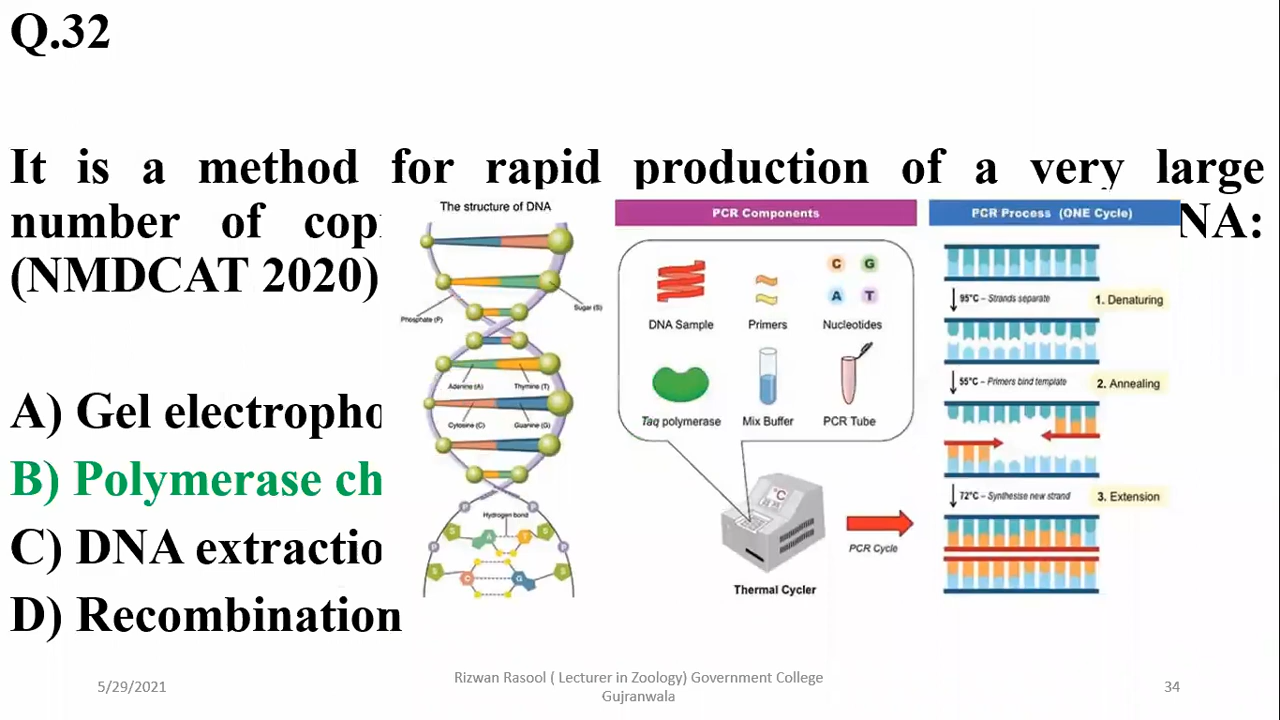 Q.32
It is a method for rapid production of a very large
number of NA:
(NMDCAT 2020)
A) Gel
B) Polymerase
C) DNA
D) Recombination
The structure of DNA
Phosphate (P)
Sugar (S)
Adenine (A) Thymine (T)
Cytosine (C) Guanine (G)
Hydrogen bond
P
P
S A T S
P P
S C G S
PCR Components
C G
A T
DNA Sample Primers Nucleotides
Taq polymerase Mix Buffer PCR Tube
°C
Thermal Cycler
PCR Cycle
PCR Process (ONE Cycle)
95°C – Strands separate 1. Denaturing
55°C – Primers bind template 2. Annealing
72°C – Synthesise new strand 3. Extension
5/29/2021
Rizwan Rasool ( Lecturer in Zoology) Government College
Gujranwala
34